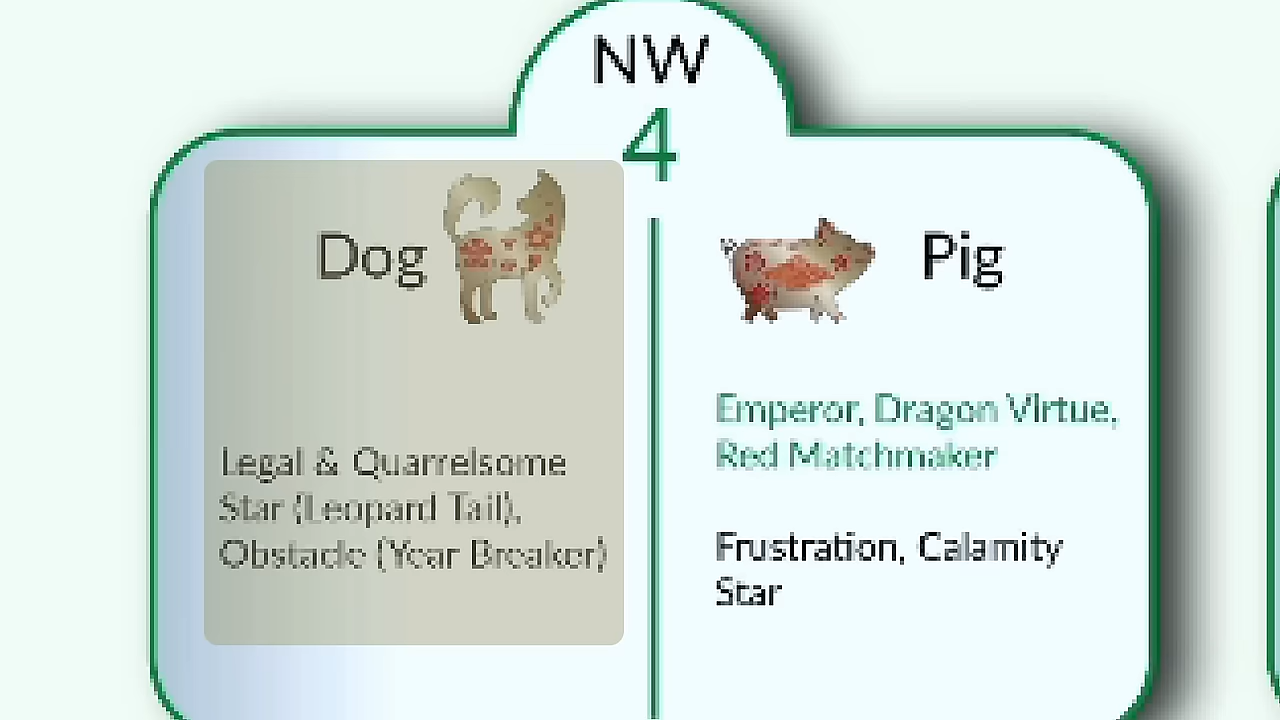 NW
4
Dog
Pig
Legal & Quarrelsome
Star (Leopard Tail),
Obstacle (Year Breaker)
Emperor, Dragon Virtue,
Red Matchmaker
Frustration, Calamity
Star